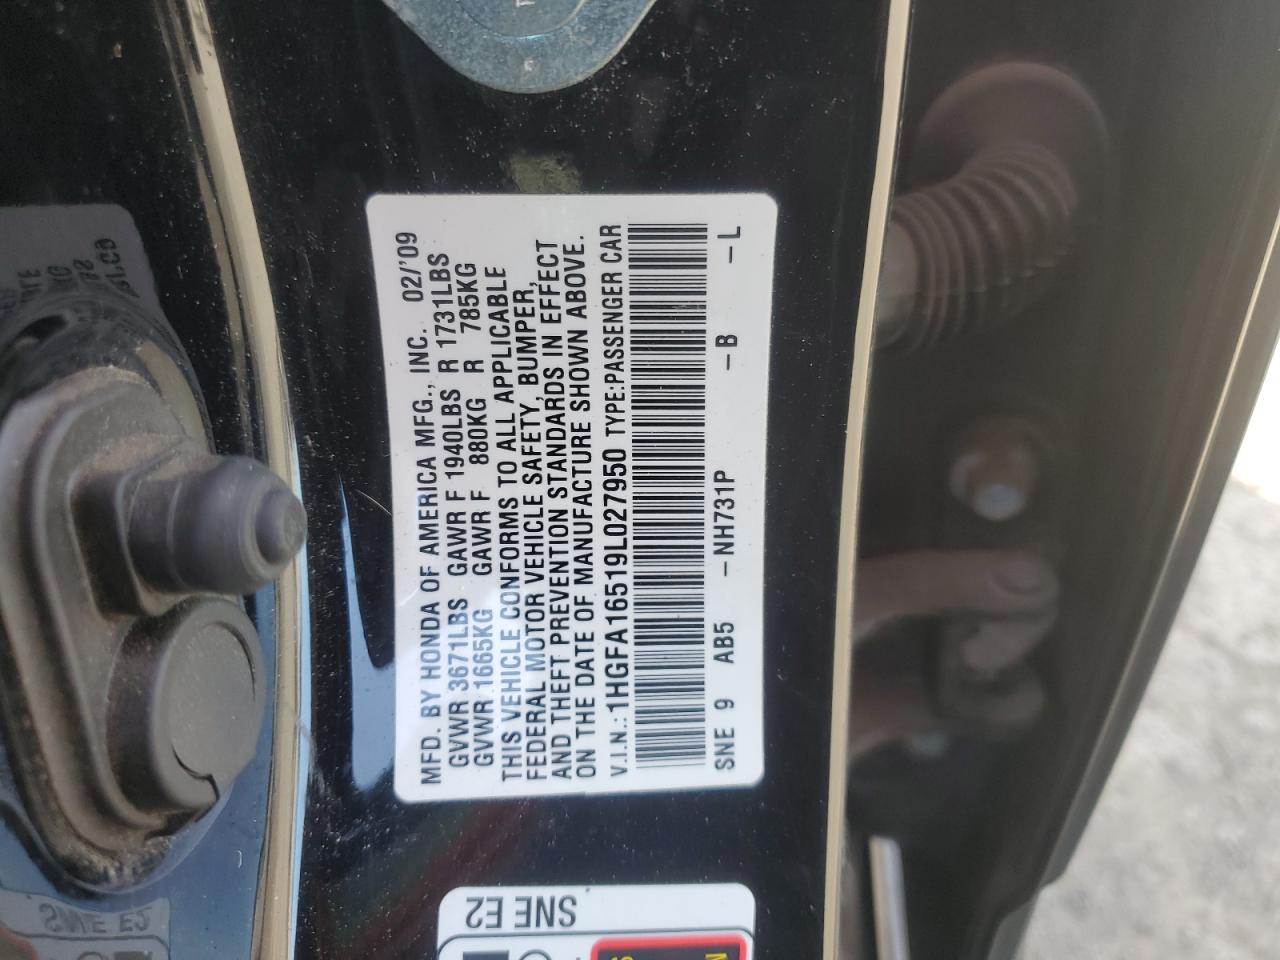 MFD. BY HONDA OF AMERICA MFG., INC. 02/'09
GVWR 3671LBS GAWR F 1940LBS R 1731LBS
GVWR 1665KG GAWR F 880KG R 785KG
THIS VEHICLE CONFORMS TO ALL APPLICABLE
FEDERAL MOTOR VEHICLE SAFETY, BUMPER,
AND THEFT PREVENTION STANDARDS IN EFFECT
ON THE DATE OF MANUFACTURE SHOWN ABOVE.
V.I.N.: 1HGFA16519L027950 TYPE:PASSENGER CAR
SNE 9 AB5 -NH731P -B -L
SNE E2